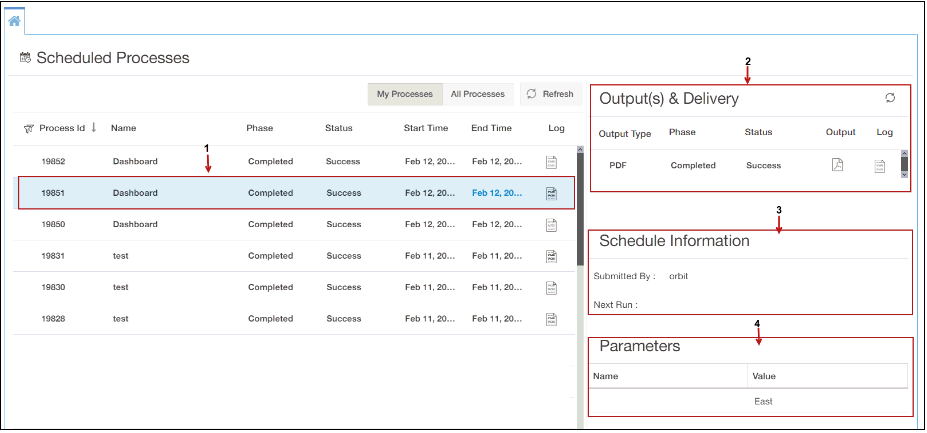 Scheduled Processes
My Processes All Processes Refresh
Process Id Name Phase Status Start Time End Time Log
19852 Dashboard Completed Success Feb 12, 20... Feb 12, 20...
1
19851 Dashboard Completed Success Feb 12, 20... Feb 12, 20...
19850 Dashboard Completed Success Feb 12, 20... Feb 12, 20...
19831 test Completed Success Feb 11, 20... Feb 11, 20...
19830 test Completed Success Feb 11, 20... Feb 11, 20...
19828 test Completed Success Feb 11, 20... Feb 11, 20...
2
Output(s) & Delivery
Output Type Phase Status Output Log
PDF Completed Success
3
Schedule Information
Submitted By : orbit
Next Run :
4
Parameters
Name Value
East